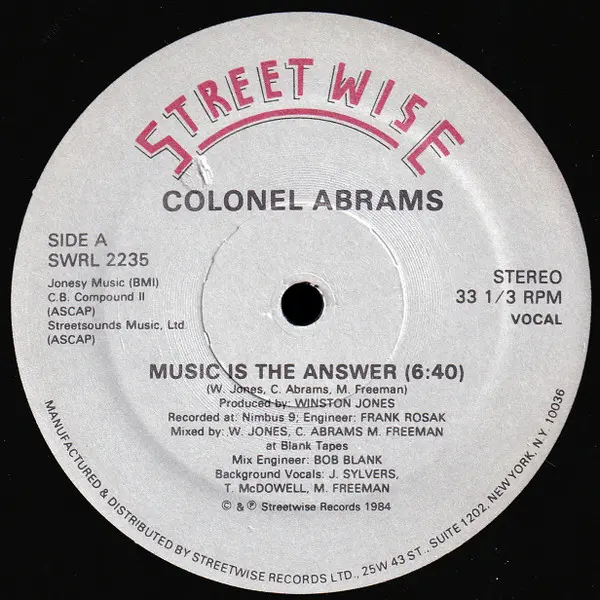 STREETWISE
COLONEL ABRAMS
SIDE A
SWRL 2235
Jonesy Music (BMI)
C.B. Compound II
(ASCAP)
Streetsounds Music, Ltd
(ASCAP)
STEREO
33 1/3 RPM
VOCAL
MUSIC IS THE ANSWER (6:40)
(W. Jones, C. Abrams, M. Freeman)
Produced by: WINSTON JONES
Recorded at: Nimbus 9; Engineer: FRANK ROSAK
Mixed by: W. JONES, C. ABRAMS M. FREEMAN
at Blank Tapes
Mix Engineer: BOB BLANK
Background Vocals: J. SYLVERS,
T. McDOWELL, M. FREEMAN
© & ℗ Streetwise Records 1984
MANUFACTURED & DISTRIBUTED BY STREETWISE RECORDS LTD., 25W 43 ST., SUITE 1202, NEW YORK, N.Y. 10036